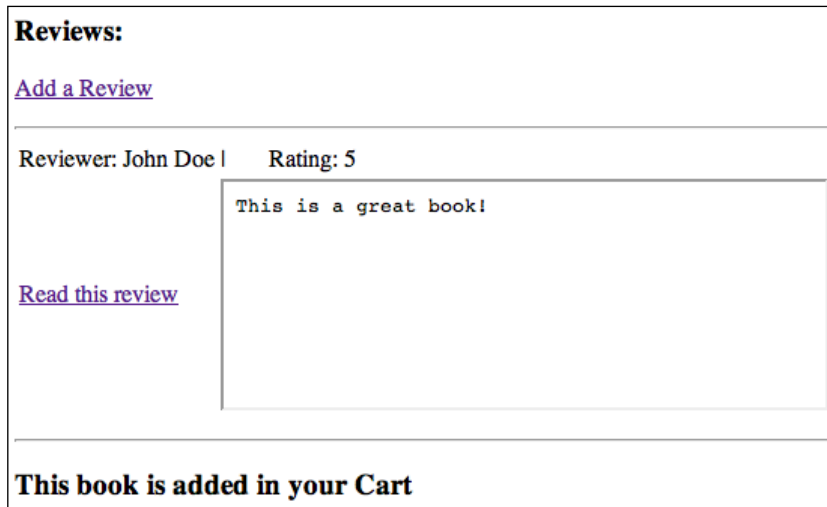 Reviews:
Add a Review
Reviewer: John Doe | Rating: 5
This is a great book!
Read this review
This book is added in your Cart